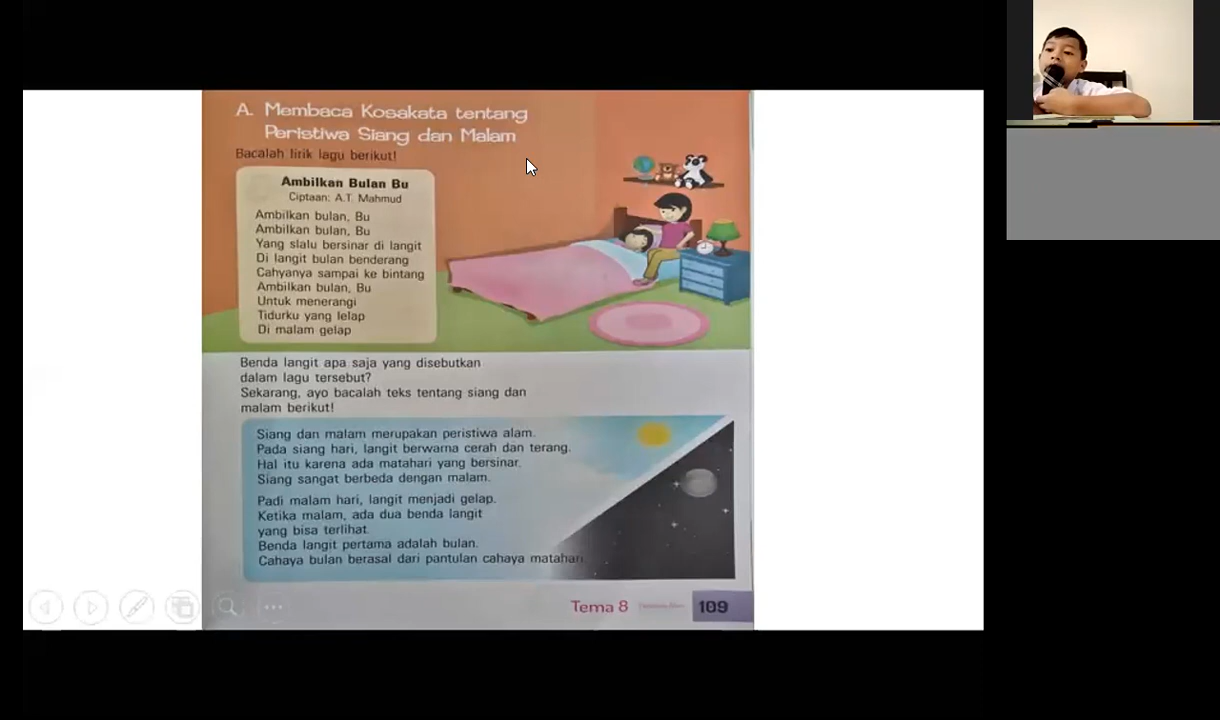 A. Membaca Kosakata tentang
Peristiwa Siang dan Malam
Bacalah lirik lagu berikut!
Ambilkan Bulan Bu
Ciptaan: A.T. Mahmud
Ambilkan bulan, Bu
Ambilkan bulan, Bu
Yang slalu bersinar di langit
Di langit bulan benderang
Cahyanya sampai ke bintang
Ambilkan bulan, Bu
Untuk menerangi
Tidurku yang lelap
Di malam gelap
Benda langit apa saja yang disebutkan
dalam lagu tersebut?
Sekarang, ayo bacalah teks tentang siang dan
malam berikut!
Siang dan malam merupakan peristiwa alam.
Pada siang hari, langit berwarna cerah dan terang.
Hal itu karena ada matahari yang bersinar.
Siang sangat berbeda dengan malam.
Padi malam hari, langit menjadi gelap.
Ketika malam, ada dua benda langit
yang bisa terlihat.
Benda langit pertama adalah bulan.
Cahaya bulan berasal dari pantulan cahaya matahari
Tema 8
109